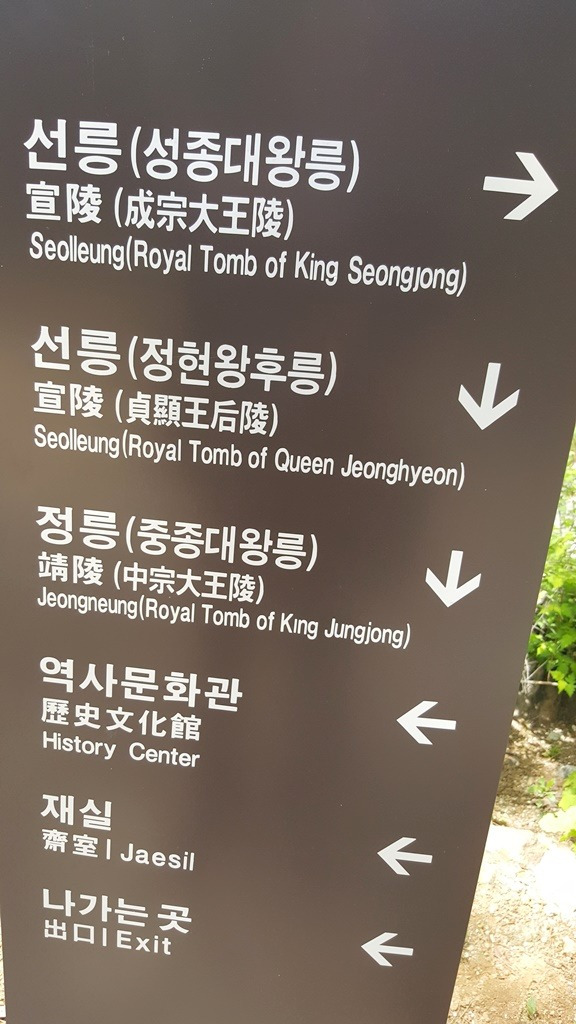 선릉(성종대왕릉)
宣陵 (成宗大王陵)
Seolleung(Royal Tomb of King Seongjong)
선릉(정현왕후릉)
宣陵 (貞顯王后陵)
Seolleung(Royal Tomb of Queen Jeonghyeon)
정릉(중종대왕릉)
靖陵 (中宗大王陵)
Jeongneung(Royal Tomb of King Jungjong)
역사문화관
歷史文化館
History Center
재실
齋室 | Jaesil
나가는 곳
出口 | Exit